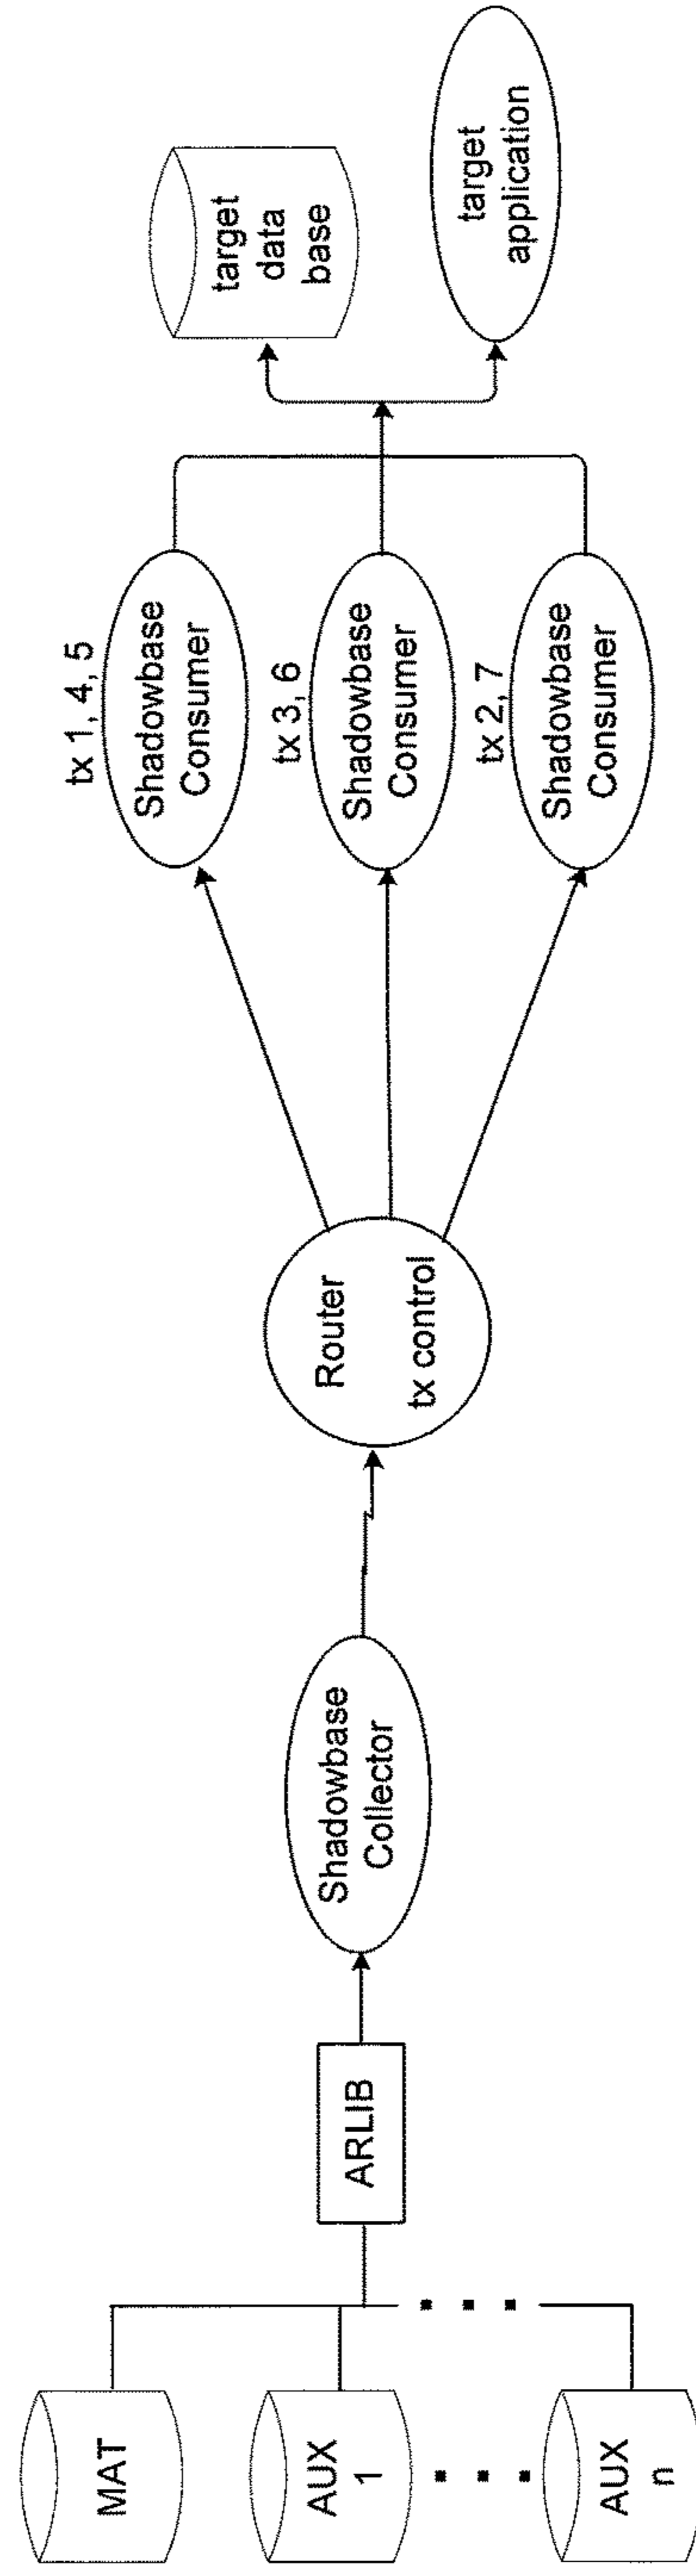 MAT
AUX
1
AUX
n
ARLIB
Shadowbase
Collector
Router
tx control
tx 1, 4, 5
Shadowbase
Consumer
tx 3, 6
Shadowbase
Consumer
tx 2, 7
Shadowbase
Consumer
target
data
base
target
application